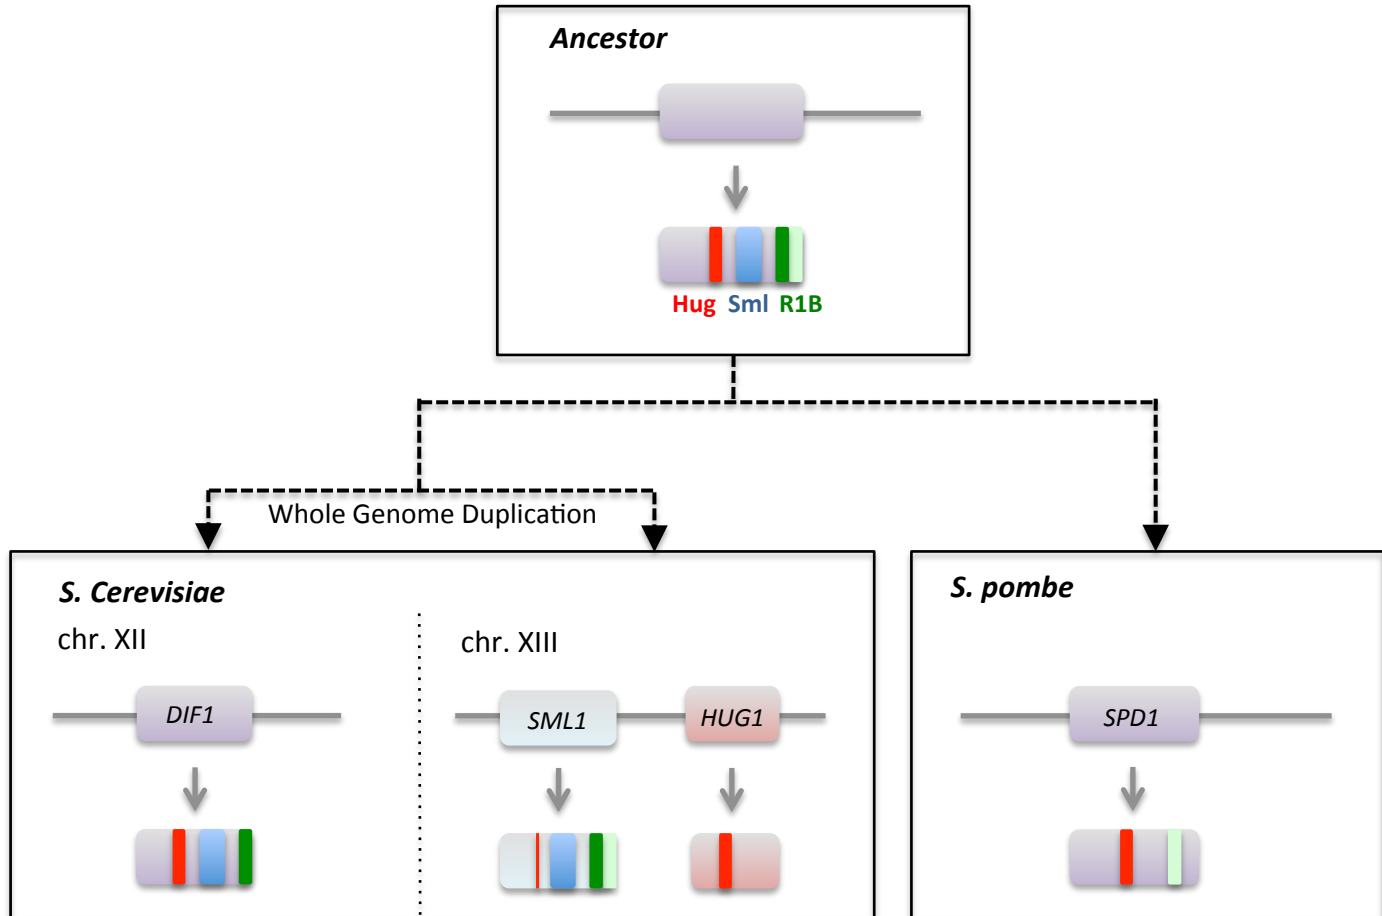 Ancestor
Hug Sml R1B
Whole Genome Duplication
S. Cerevisiae
chr. XII
chr. XIII
DIF1
SML1
HUG1
S. pombe
SPD1